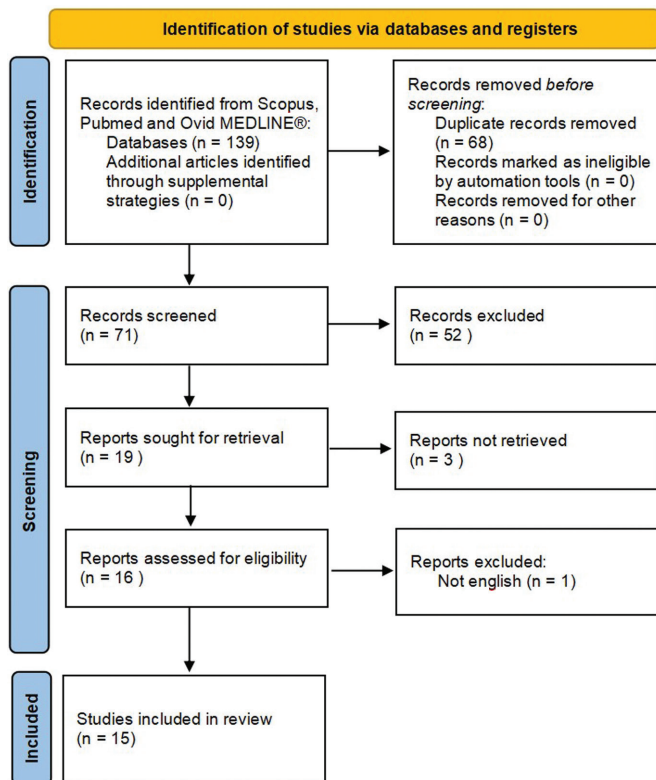 Identification of studies via databases and registers
Identification
Records identified from Scopus,
Pubmed and Ovid MEDLINE®:
Databases (n = 139)
Additional articles identified
through supplemental
strategies (n = 0)
Records removed before
screening:
Duplicate records removed
(n = 68)
Records marked as ineligible
by automation tools (n = 0)
Records removed for other
reasons (n = 0)
Screening
Records screened
(n = 71)
Records excluded
(n = 52 )
Reports sought for retrieval
(n = 19 )
Reports not retrieved
(n = 3 )
Reports assessed for eligibility
(n = 16 )
Reports excluded:
Not english (n = 1)
Included
Studies included in review
(n = 15)